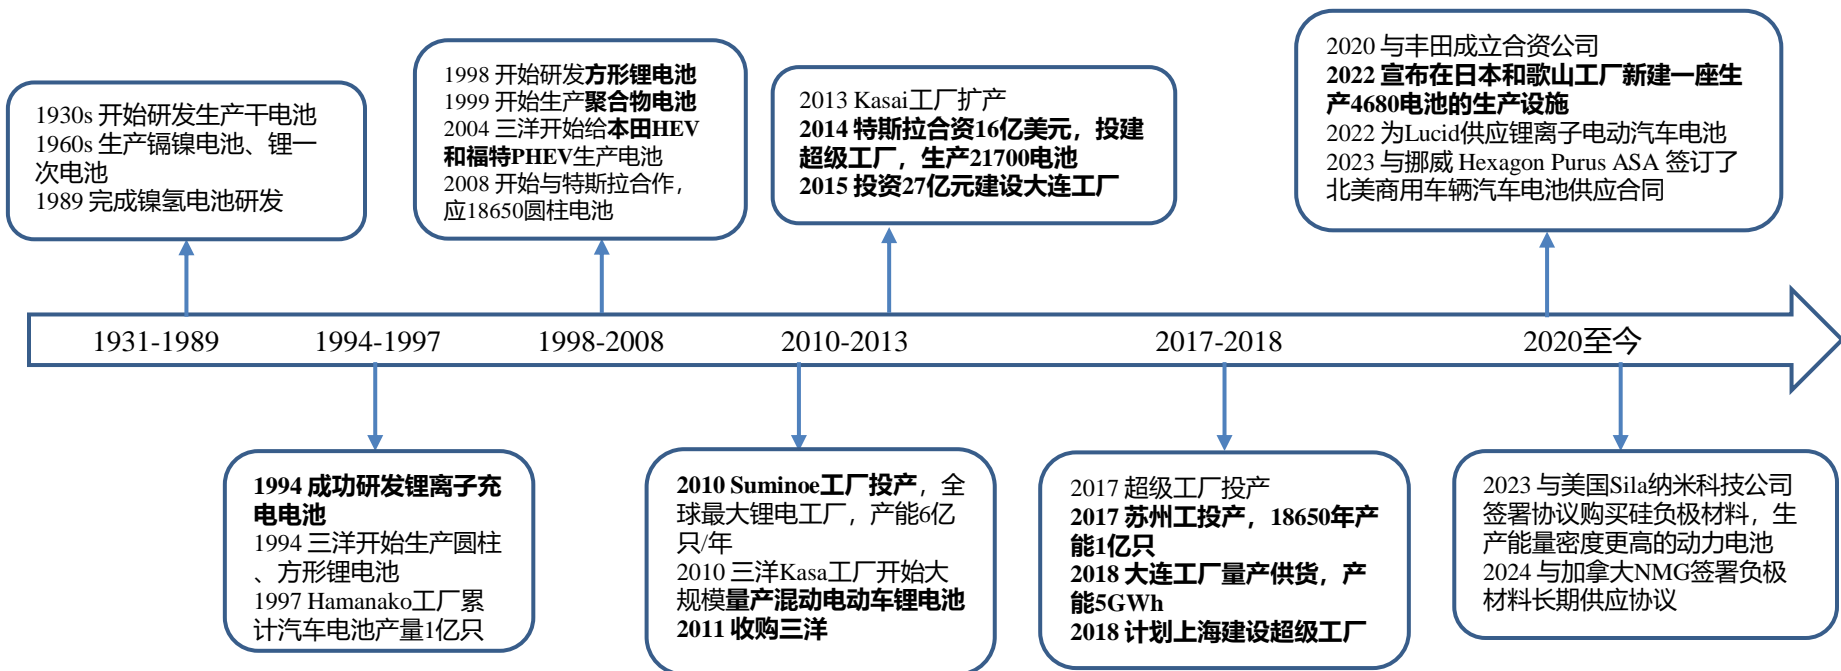 1930s 开始研发生产干电池
1960s 生产镉镍电池、锂一
次电池
1989 完成镍氢电池研发
1998 开始研发方形锂电池
1999 开始生产聚合物电池
2004 三洋开始给本田HEV
和福特PHEV生产电池
2008 开始与特斯拉合作，
应18650圆柱电池
2013 Kasai工厂扩产
2014 特斯拉合资16亿美元，投建
超级工厂，生产21700电池
2015 投资27亿元建设大连工厂
2020 与丰田成立合资公司
2022 宣布在日本和歌山工厂新建一座生
产4680电池的生产设施
2022 为Lucid供应锂离子电动汽车电池
2023 与挪威 Hexagon Purus ASA 签订了
北美商用车辆汽车电池供应合同
1931-1989
1994-1997
1998-2008
2010-2013
2017-2018
2020至今
1994 成功研发锂离子充
电电池
1994 三洋开始生产圆柱
、方形锂电池
1997 Hamanako工厂累
计汽车电池产量1亿只
2010 Suminoe工厂投产，全
球最大锂电工厂，产能6亿
只/年
2010 三洋Kasa工厂开始大
规模量产混动电动车锂电池
2011 收购三洋
2017 超级工厂投产
2017 苏州工投产，18650年产
能1亿只
2018 大连工厂量产供货，产
能5GWh
2018 计划上海建设超级工厂
2023 与美国Sila纳米科技公司
签署协议购买硅负极材料，生
产能量密度更高的动力电池
2024 与加拿大NMG签署负极
材料长期供应协议